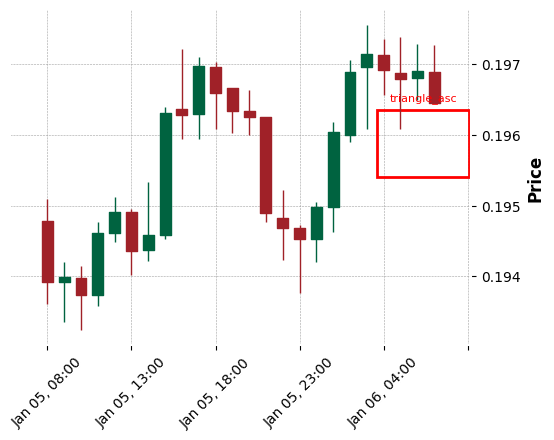 0.197
triangle_asc
0.196
0.195
0.194
Price
Jan 05, 08:00
Jan 05, 13:00
Jan 05, 18:00
Jan 05, 23:00
Jan 06, 04:00